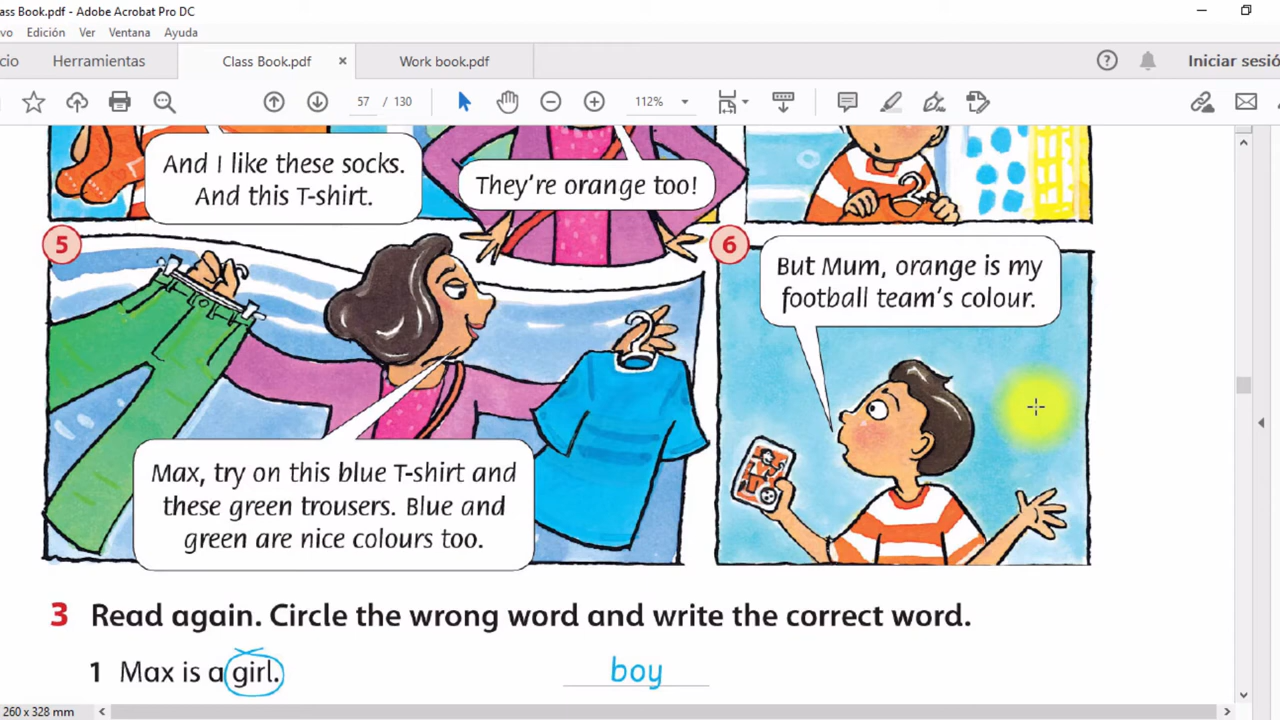 lass Book.pdf - Adobe Acrobat Pro DC
vo Edición Ver Ventana Ayuda
cio Herramientas Class Book.pdf × Work book.pdf Iniciar sesió
57 / 130 112%
And I like these socks.
And this T-shirt.
They're orange too!
5
6
But Mum, orange is my
football team's colour.
Max, try on this blue T-shirt and
these green trousers. Blue and
green are nice colours too.
3 Read again. Circle the wrong word and write the correct word.
1 Max is a girl. boy
260 x 328 mm